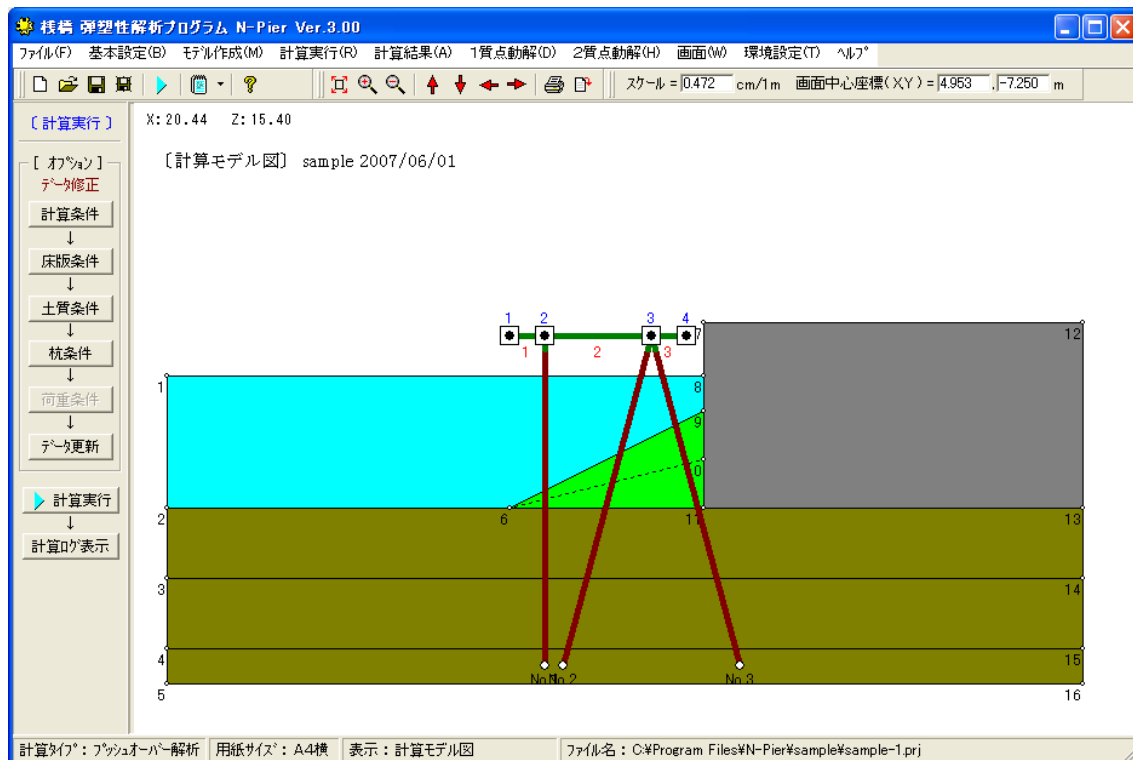 桟橋 弾塑性解析プログラム N-Pier Ver.3.00
ファイル(F) 基本設定(B) モデル作成(M) 計算実行(R) 計算結果(A) 1質点動解(D) 2質点動解(H) 画面(W) 環境設定(T) ヘルプ
スケール = 0.472 cm/1m 画面中心座標(XY) = 4.953 , -7.250 m
〔計算実行〕
X:20.44 Z:15.40
〔計算モデル図〕 sample 2007/06/01
[ オプション ]
データ修正
計算条件
↓
床版条件
↓
土質条件
↓
杭条件
↓
荷重条件
↓
データ更新
計算実行
↓
計算ログ表示
1 2 3 4
7 12
1 2 3
1 8
9
0
2 6 11 13
3 14
4 15
No.1 No.2 No.3
5 16
計算タイプ：プッシュオーバー解析 用紙サイズ：A4横 表示：計算モデル図 ファイル名：C:¥Program Files¥N-Pier¥sample¥sample-1.prj